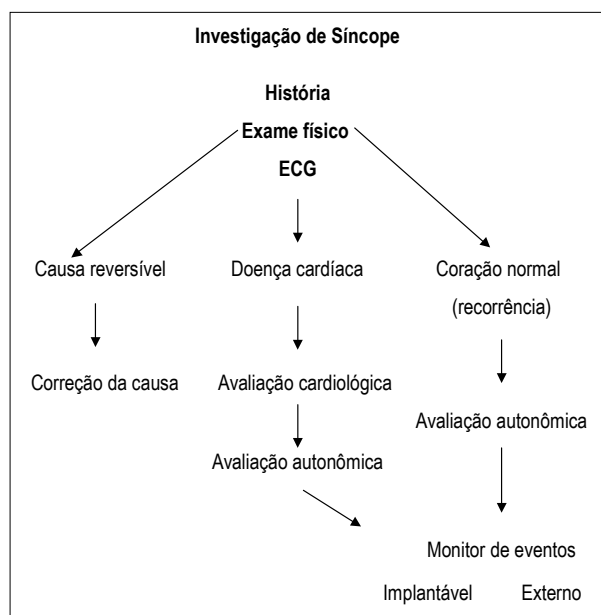 Investigação de Síncope
História
Exame físico
ECG
Causa reversível
Doença cardíaca
Coração normal
(recorrência)
Correção da causa
Avaliação cardiológica
Avaliação autonômica
Avaliação autonômica
Monitor de eventos
Implantável Externo